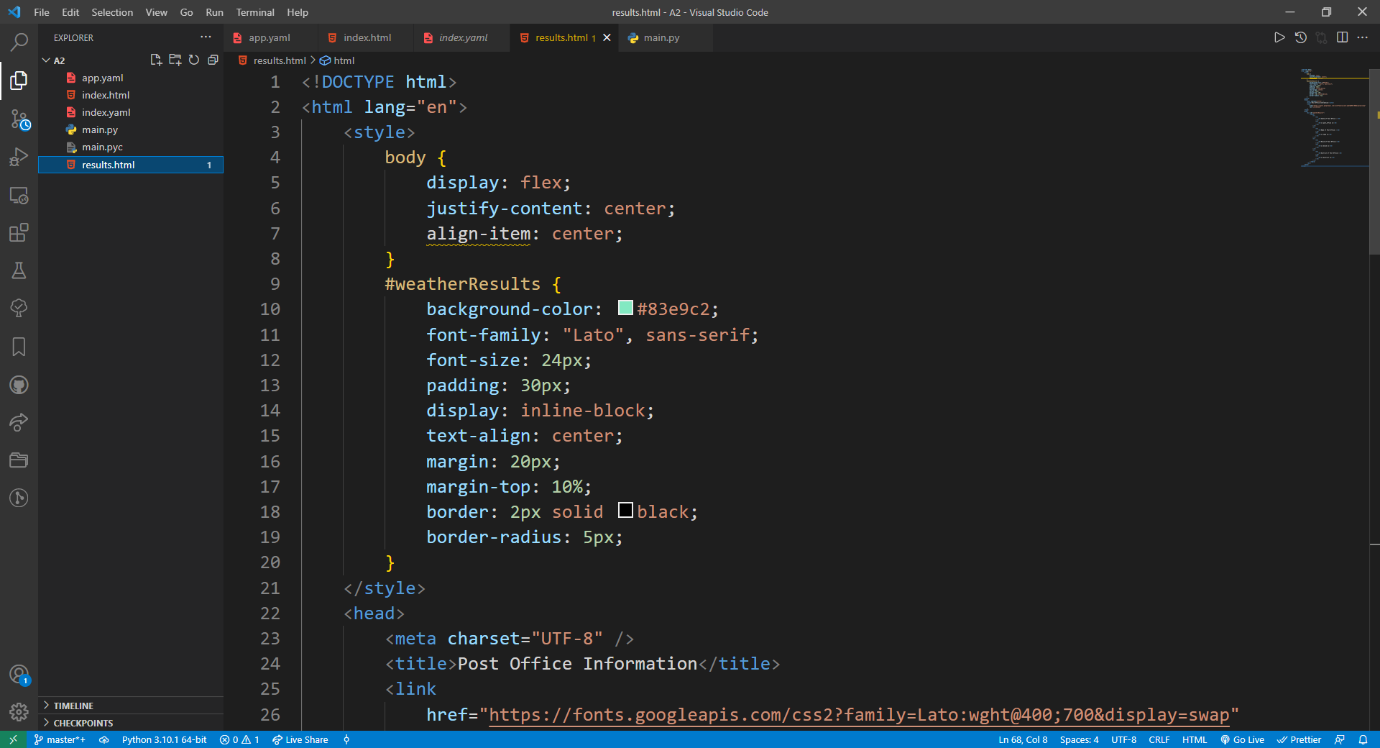 File Edit Selection View Go Run Terminal Help results.html - A2 - Visual Studio Code
EXPLORER ...
app.yaml index.html index.yaml results.html 1 main.py
A2
results.html > html
app.yaml
index.html
index.yaml
main.py
main.pyc
results.html 1
1 <!DOCTYPE html>
2 <html lang="en">
3 <style>
4 body {
5 display: flex;
6 justify-content: center;
7 align-item: center;
8 }
9 #weatherResults {
10 background-color: #83e9c2;
11 font-family: "Lato", sans-serif;
12 font-size: 24px;
13 padding: 30px;
14 display: inline-block;
15 text-align: center;
16 margin: 20px;
17 margin-top: 10%;
18 border: 2px solid black;
19 border-radius: 5px;
20 }
21 </style>
22 <head>
23 <meta charset="UTF-8" />
24 <title>Post Office Information</title>
25 <link
26 href="https://fonts.googleapis.com/css2?family=Lato:wght@400;700&display=swap"
1
TIMELINE
CHECKPOINTS
master*+ Python 3.10.1 64-bit 0 1 Live Share Ln 68, Col 8 Spaces: 4 UTF-8 CRLF HTML Go Live Prettier